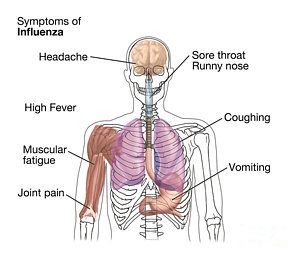 Symptoms of
Influenza
Headache
Sore throat
Runny nose
High Fever
Coughing
Muscular
fatigue
Vomiting
Joint pain